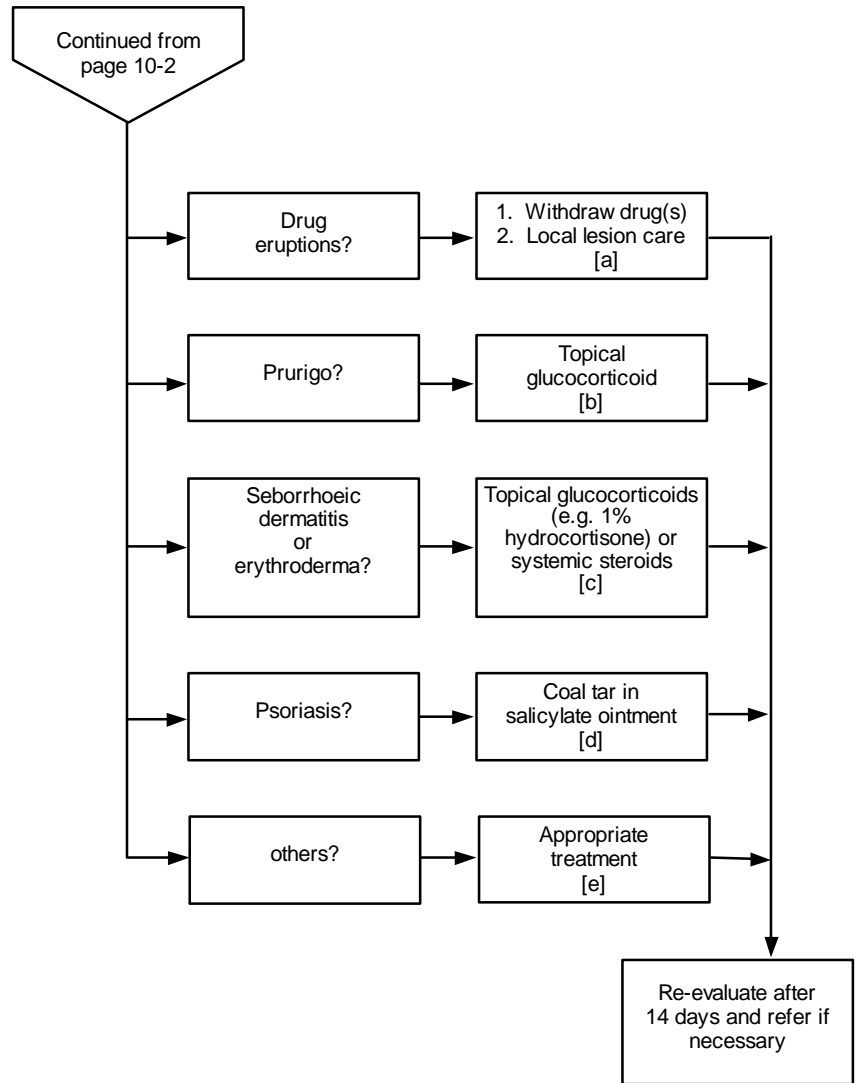 Continued from
page 10-2
Drug
eruptions?
1. Withdraw drug(s)
2. Local lesion care
[a]
Prurigo?
Topical
glucocorticoid
[b]
Seborrhoeic
dermatitis
or
erythroderma?
Topical glucocorticoids
(e.g. 1%
hydrocortisone) or
systemic steroids
[c]
Psoriasis?
Coal tar in
salicylate ointment
[d]
others?
Appropriate
treatment
[e]
Re-evaluate after
14 days and refer if
necessary